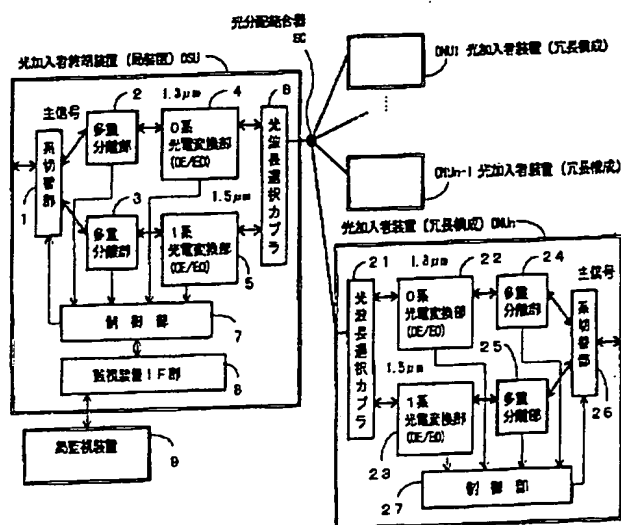 光分配結合器
SC
光加入者終端装置（局装置）OSU
ONU1 光加入者装置（冗長構成）
⋮
ONUn-1 光加入者装置（冗長構成）
光加入者装置（冗長構成）ONUn
主信号
系切替部
1
2
多重
分離部
1.3μm
4
0系
光電変換部
(OE/EO)
光波長選択カプラ
3
多重
分離部
1.5μm
1系
光電変換部
(OE/EO)
5
制御部
7
監視装置IF部
8
局監視装置
9
21
光波長選択カプラ
1.3μm
22
0系
光電変換部
(OE/EO)
24
多重
分離部
主信号
系切替部
26
1.5μm
1系
光電変換部
(OE/EO)
23
25
多重
分離部
制御部
27